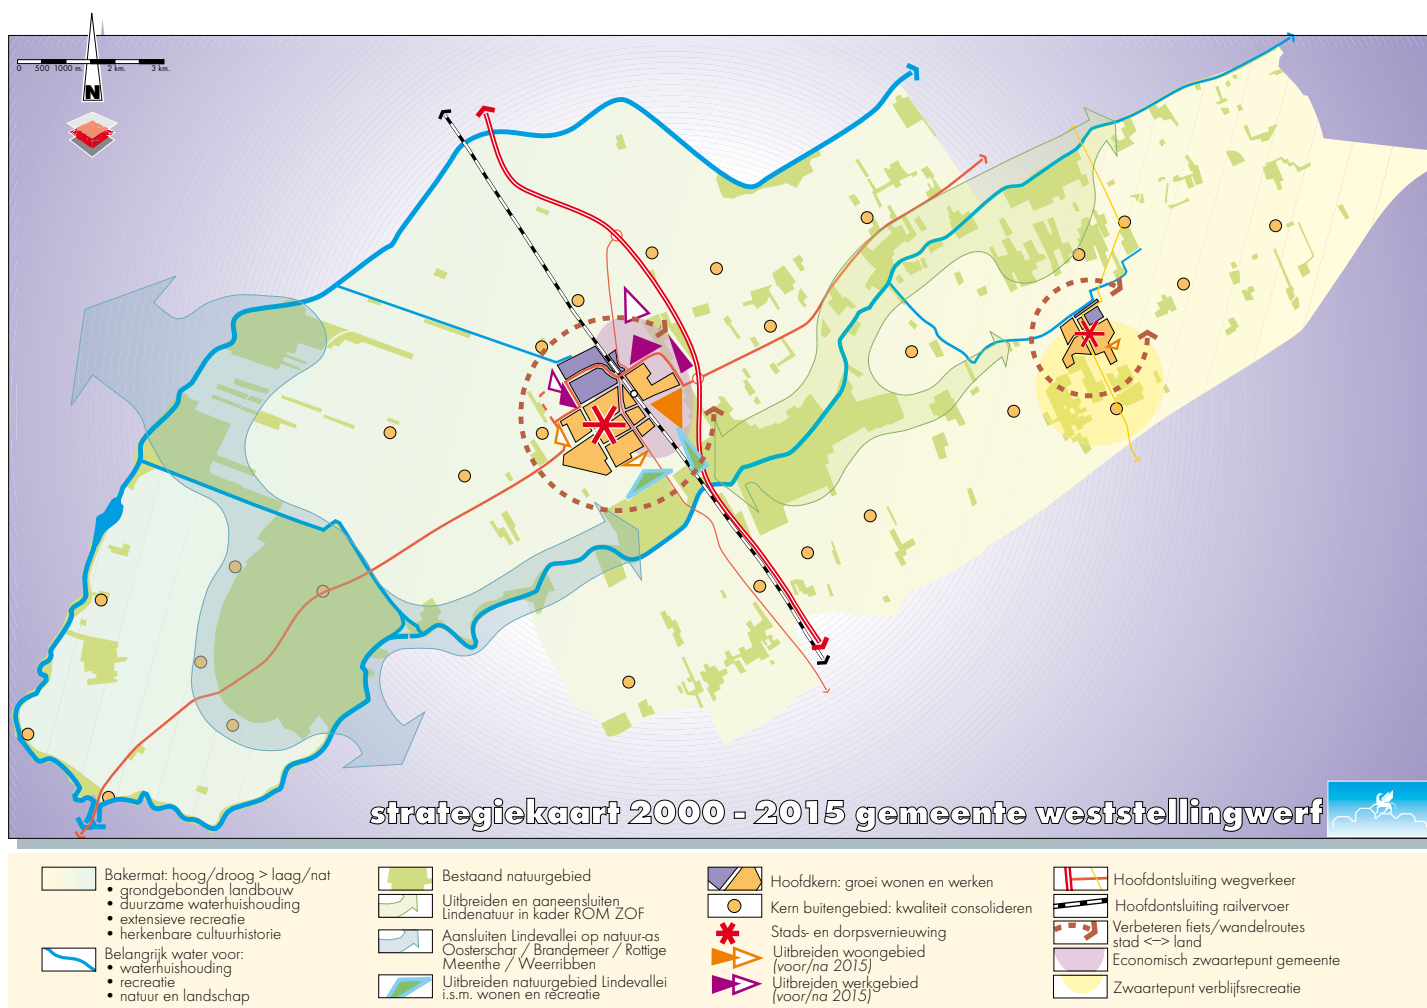 0 500 1000 m. 2 km. 3 km.
N
strategiekaart 2000 - 2015 gemeente weststellingwerf
Bakermat: hoog/droog > laag/nat
• grondgebonden landbouw
• duurzame waterhuishouding
• extensieve recreatie
• herkenbare cultuurhistorie
Belangrijk water voor:
• waterhuishouding
• recreatie
• natuur en landschap
Bestaand natuurgebied
Uitbreiden en aaneensluiten
Lindenatuur in kader ROM ZOF
Aansluiten Lindevallei op natuur-as
Oosterschar / Brandemeer / Rottige
Meenthe / Weerribben
Uitbreiden natuurgebied Lindevallei
i.s.m. wonen en recreatie
Hoofdkern: groei wonen en werken
Kern buitengebied: kwaliteit consolideren
Stads- en dorpsvernieuwing
Uitbreiden woongebied
(voor/na 2015)
Uitbreiden werkgebied
(voor/na 2015)
Hoofdontsluiting wegverkeer
Hoofdontsluiting railvervoer
Verbeteren fiets/wandelroutes
stad <–> land
Economisch zwaartepunt gemeente
Zwaartepunt verblijfsrecreatie